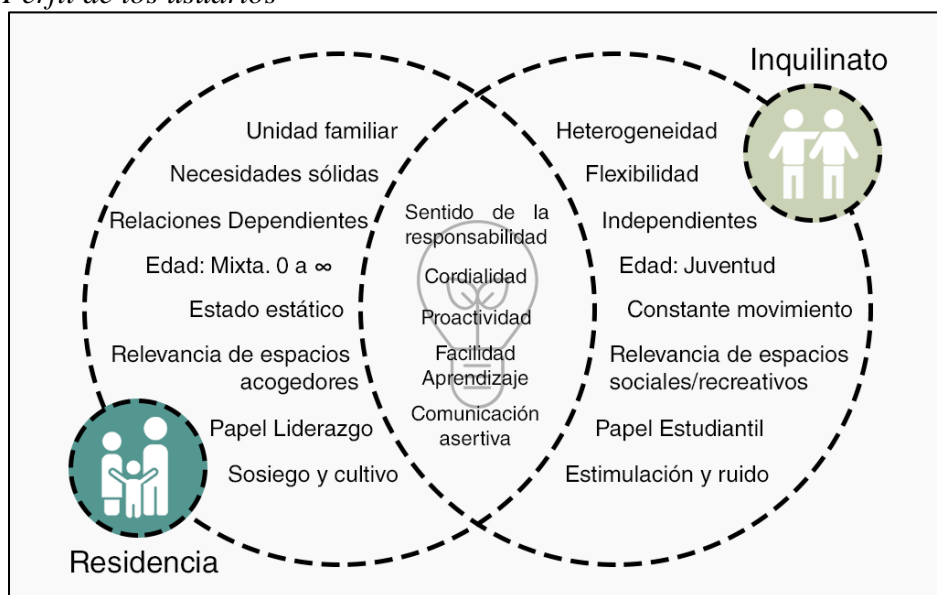 Perfil de los usuarios
Inquilinato
Unidad familiar
Necesidades sólidas
Relaciones Dependientes
Edad: Mixta. 0 a ∞
Estado estático
Relevancia de espacios
acogedores
Papel Liderazgo
Sosiego y cultivo
Residencia
Sentido de la
responsabilidad
Cordialidad
Proactividad
Facilidad
Aprendizaje
Comunicación
asertiva
Heterogeneidad
Flexibilidad
Independientes
Edad: Juventud
Constante movimiento
Relevancia de espacios
sociales/recreativos
Papel Estudiantil
Estimulación y ruido